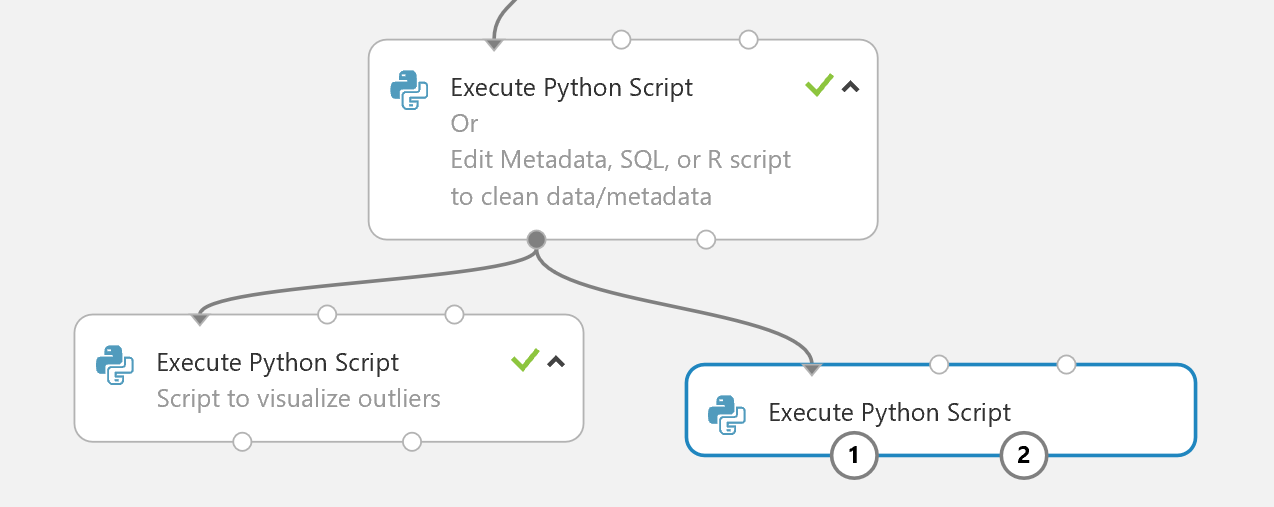 Execute Python Script
Or
Edit Metadata, SQL, or R script
to clean data/metadata
Execute Python Script
Script to visualize outliers
Execute Python Script
1
2